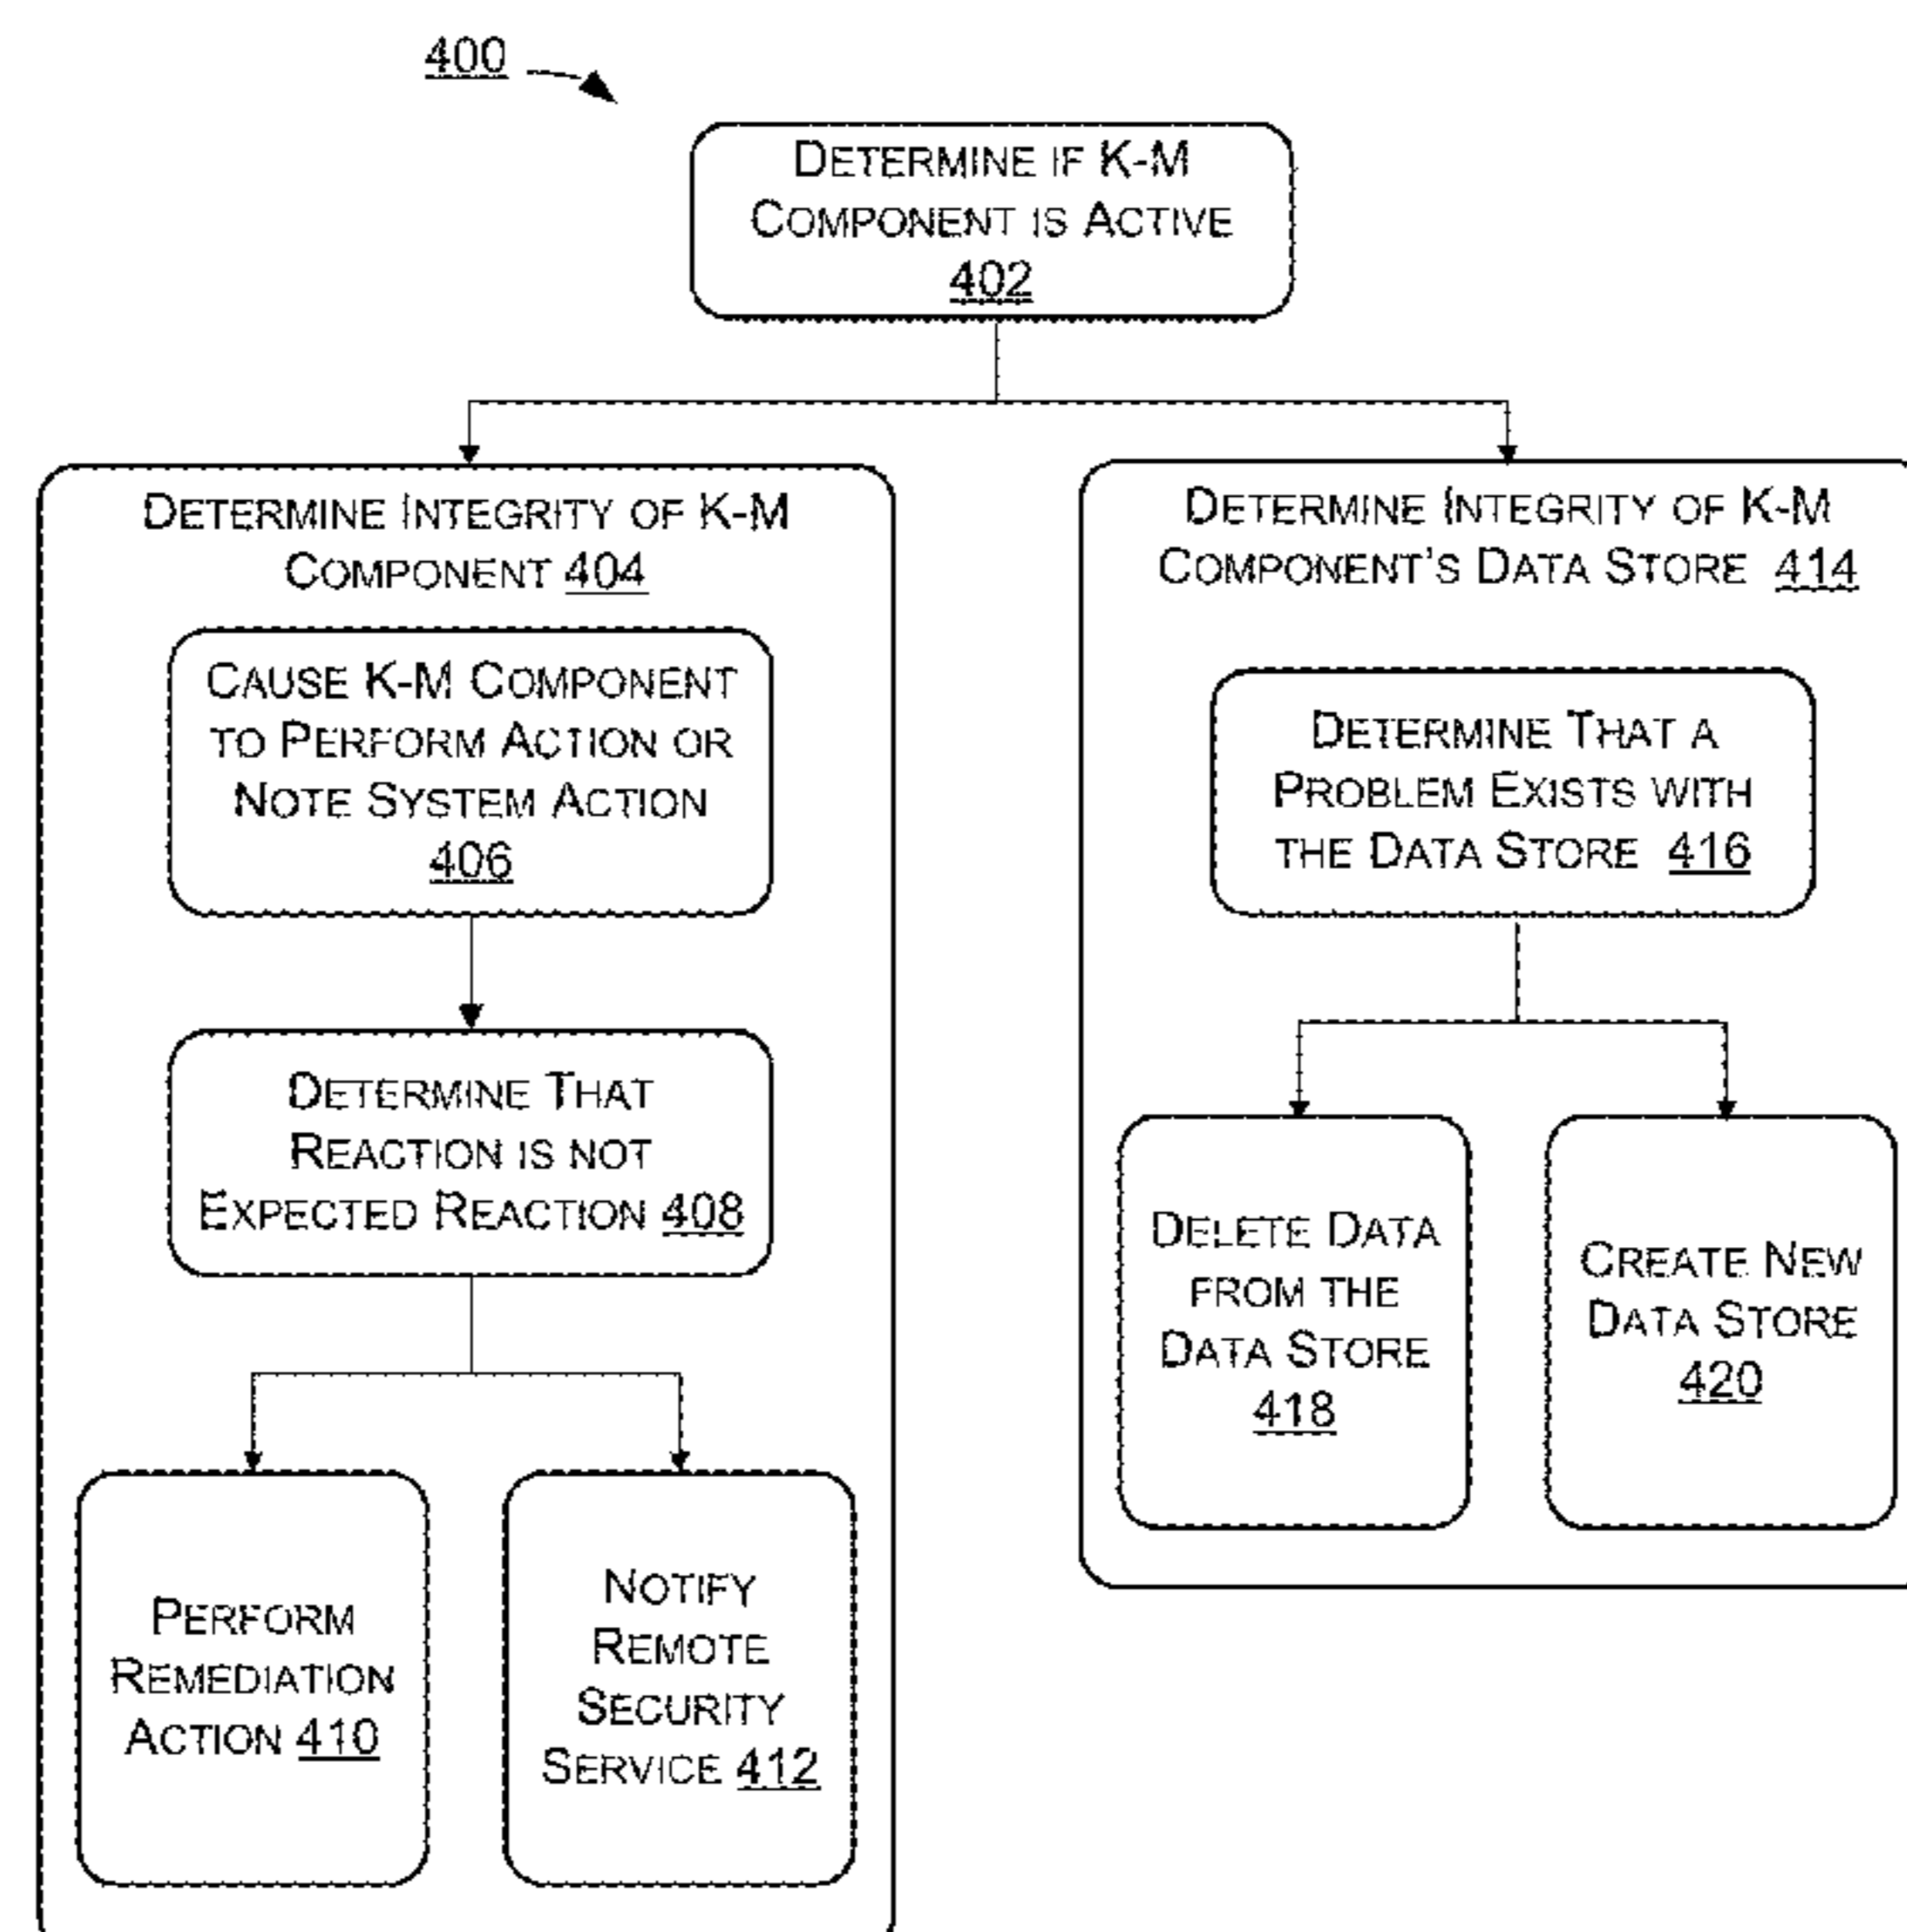 400
DETERMINE IF K-M
COMPONENT IS ACTIVE
402
DETERMINE INTEGRITY OF K-M
COMPONENT 404
CAUSE K-M COMPONENT
TO PERFORM ACTION OR
NOTE SYSTEM ACTION
406
DETERMINE THAT
REACTION IS NOT
EXPECTED REACTION 408
PERFORM
REMEDIATION
ACTION 410
NOTIFY
REMOTE
SECURITY
SERVICE 412
DETERMINE INTEGRITY OF K-M
COMPONENT'S DATA STORE 414
DETERMINE THAT A
PROBLEM EXISTS WITH
THE DATA STORE 416
DELETE DATA
FROM THE
DATA STORE
418
CREATE NEW
DATA STORE
420